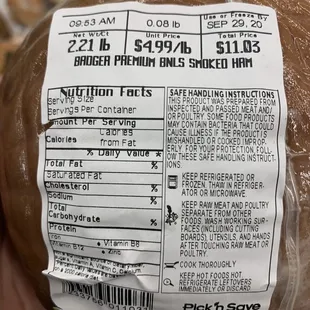 09:53 AM 0.08 lb Use or Freeze By SEP 29, 20
Net Wt/Ct Unit Price Total Price
2.21 lb $4.99/lb $11.03
BADGER PREMIUM BNLS SMOKED HAM
Nutrition Facts
Serving Size
Servings Per Container
mount Per Serving
Calories Calories from Fat
% Daily Value *
Total Fat %
Saturated Fat
Cholesterol %
Sodium %
Total Carbohydrate %
Protein
Vitamin B6
B12 Zinc
SAFE HANDLING INSTRUCTIONS
THIS PRODUCT WAS PREPARED FROM
INSPECTED AND PASSED MEAT AND/
OR POULTRY. SOME FOOD PRODUCTS
MAY CONTAIN BACTERIA THAT COULD
CAUSE ILLNESS IF THE PRODUCT IS
MISHANDLED OR COOKED IMPROP-
ERLY. FOR YOUR PROTECTION, FOLL-
OW THESE SAFE HANDLING INSTRUCT-
IONS.
KEEP REFRIGERATED OR
FROZEN. THAW IN REFRIGER-
ATOR OR MICROWAVE.
KEEP RAW MEAT AND POULTRY
SEPARATE FROM OTHER
FOODS. WASH WORKING SUR-
FACES (INCLUDING CUTTING
BOARDS), UTENSILS, AND HANDS
AFTER TOUCHING RAW MEAT OR
POULTRY.
COOK THOROUGHLY
KEEP HOT FOODS HOT.
REFRIGERATE LEFTOVERS
IMMEDIATELY OR DISCARD
Pick'n Save